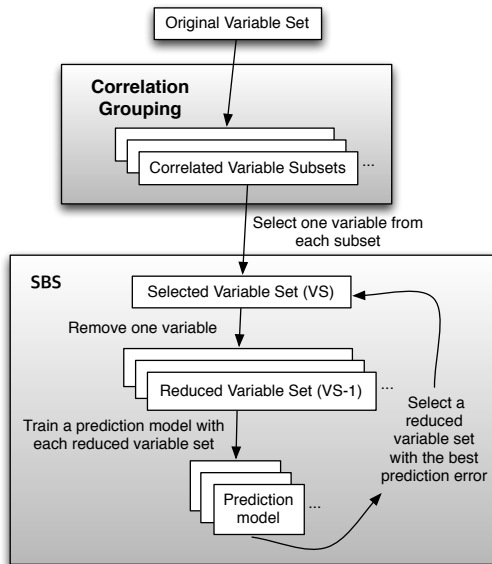 Original Variable Set
Correlation
Grouping
Correlated Variable Subsets
...
Select one variable from
each subset
SBS
Selected Variable Set (VS)
Remove one variable
Reduced Variable Set (VS-1)
...
Train a prediction model with
each reduced variable set
Select a
reduced
variable set
with the best
prediction error
Prediction
model
...